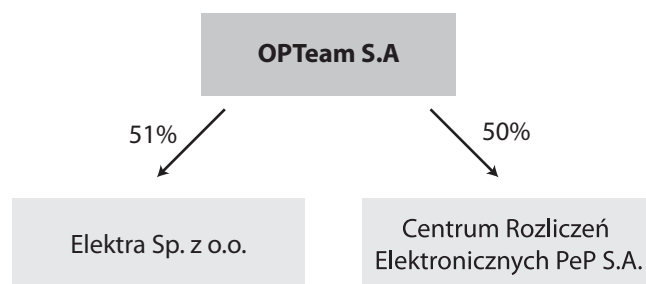 OPTeam S.A
51%
50%
Elektra Sp. z o.o.
Centrum Rozliczeń
Elektronicznych PeP S.A.